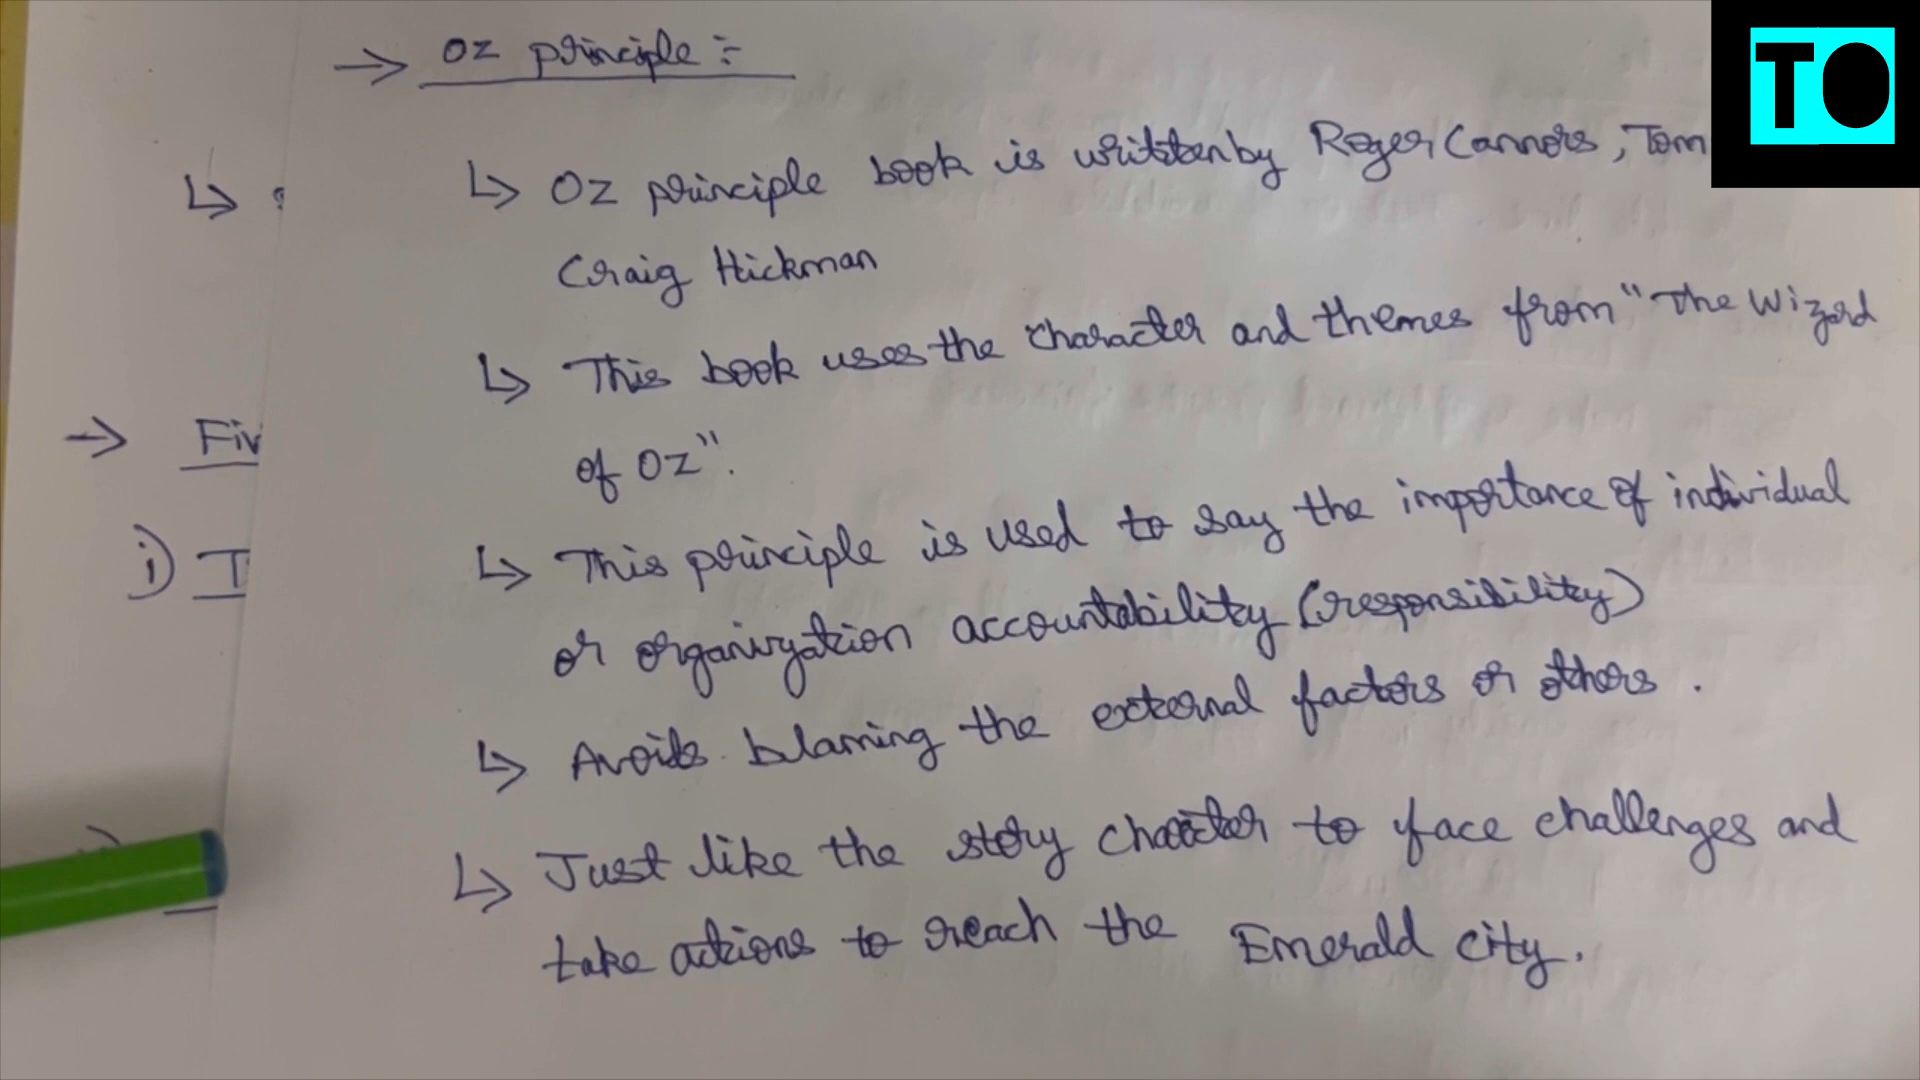 → Oz principle :-
↳ Oz principle book is written by Roger Connors, Tom
Craig Hickman
↳ This book uses the character and themes from "The Wizard
of Oz".
↳ This principle is used to say the importance of individual
or organization accountability (responsibility)
↳ Avoids blaming the external factors or others.
↳ Just like the story character to face challenges and
take actions to reach the Emerald city.
→ Fiv
i) I
TO